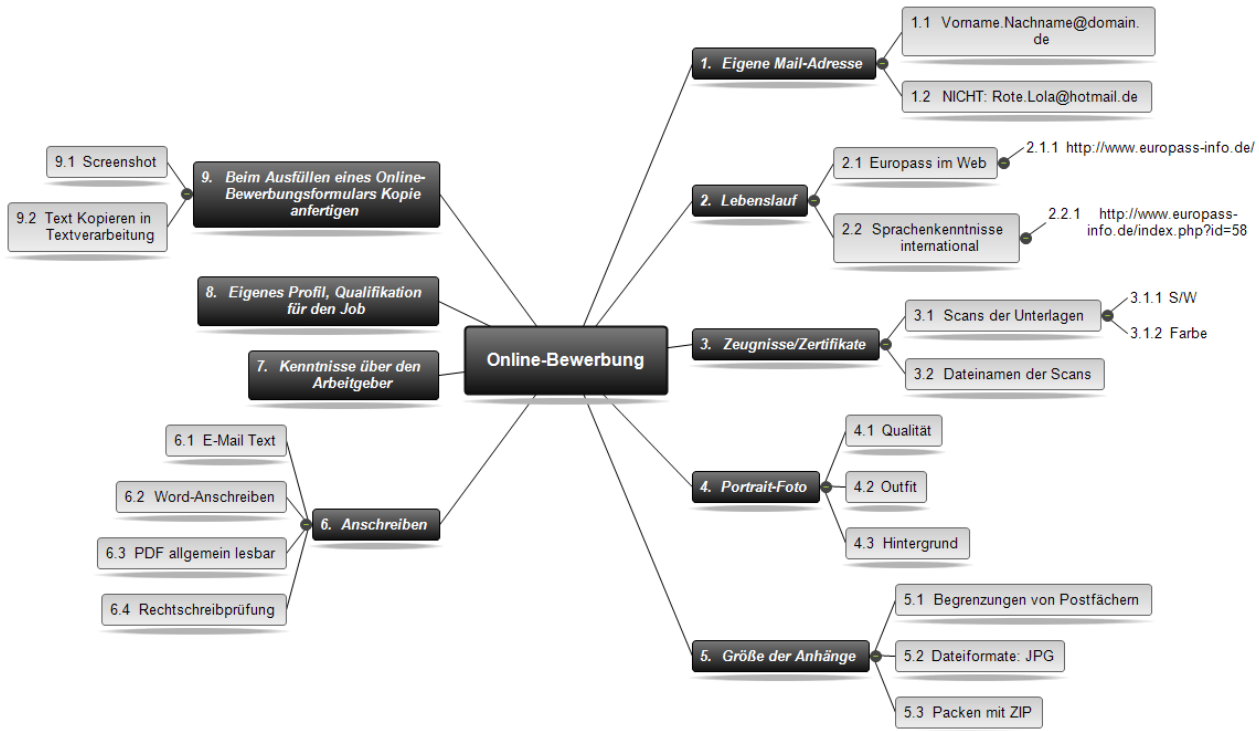 Online-Bewerbung
1. Eigene Mail-Adresse
1.1 Vorname.Nachname@domain.
de
1.2 NICHT: Rote.Lola@hotmail.de
2. Lebenslauf
2.1 Europass im Web
2.1.1 http://www.europass-info.de/
2.2 Sprachenkenntnisse
international
2.2.1 http://www.europass-
info.de/index.php?id=58
3. Zeugnisse/Zertifikate
3.1 Scans der Unterlagen
3.1.1 S/W
3.1.2 Farbe
3.2 Dateinamen der Scans
4. Portrait-Foto
4.1 Qualität
4.2 Outfit
4.3 Hintergrund
5. Größe der Anhänge
5.1 Begrenzungen von Postfächern
5.2 Dateiformate: JPG
5.3 Packen mit ZIP
6. Anschreiben
6.1 E-Mail Text
6.2 Word-Anschreiben
6.3 PDF allgemein lesbar
6.4 Rechtschreibprüfung
7. Kenntnisse über den
Arbeitgeber
8. Eigenes Profil, Qualifikation
für den Job
9. Beim Ausfüllen eines Online-
Bewerbungsformulars Kopie
anfertigen
9.1 Screenshot
9.2 Text Kopieren in
Textverarbeitung